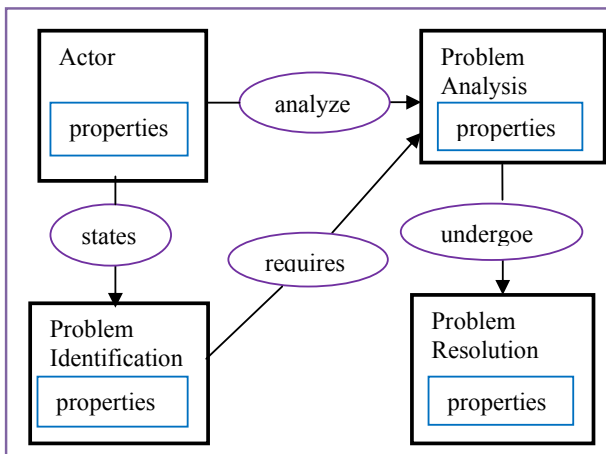 Actor
properties
analyze
Problem
Analysis
properties
states
requires
undergoe
Problem
Identification
properties
Problem
Resolution
properties